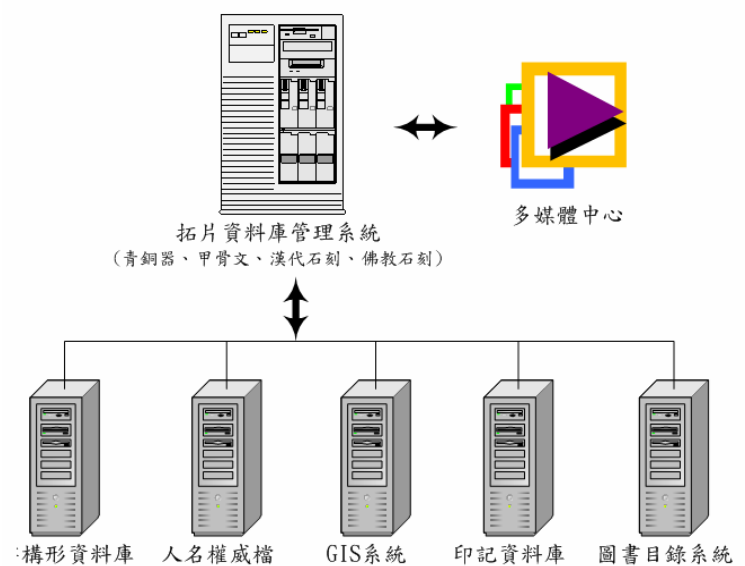 多媒體中心
拓片資料庫管理系統
(青銅器、甲骨文、漢代石刻、佛教石刻)
構形資料庫
人名權威檔
GIS系統
印記資料庫
圖書目錄系統